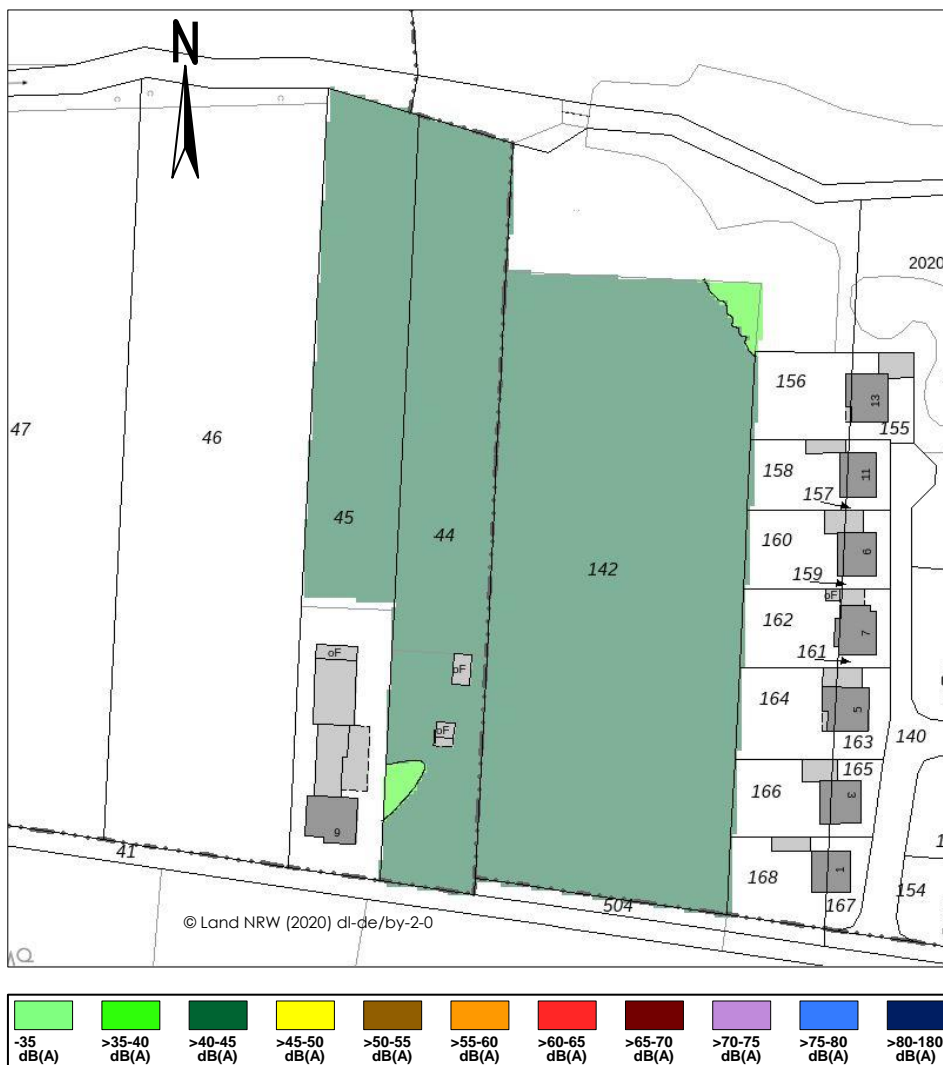 N
2020
156
13
155
47
46
158
11
157
45
44
160
6
142
159
oF
162
7
161
oF
oF
164
5
163
140
oF
165
166
3
9
41
1
168
154
167
504
© Land NRW (2020) dl-de/by-2-0
-35 dB(A)
>35-40 dB(A)
>40-45 dB(A)
>45-50 dB(A)
>50-55 dB(A)
>55-60 dB(A)
>60-65 dB(A)
>65-70 dB(A)
>70-75 dB(A)
>75-80 dB(A)
>80-180 dB(A)